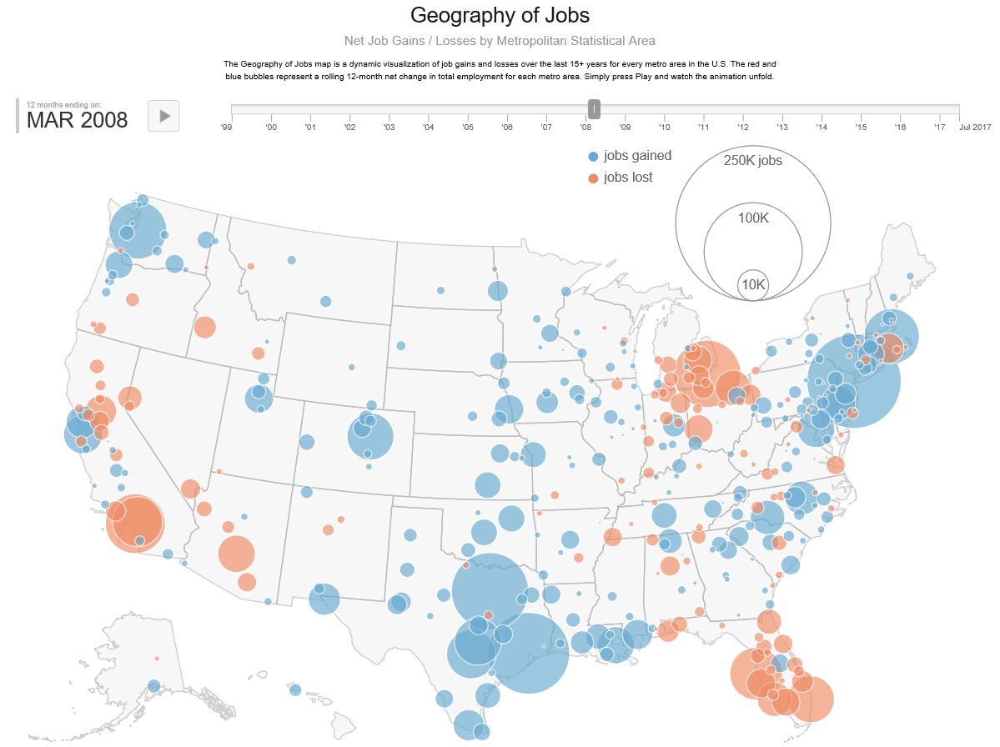 Geography of Jobs
Net Job Gains / Losses by Metropolitan Statistical Area
The Geography of Jobs map is a dynamic visualization of job gains and losses over the last 15+ years for every metro area in the U.S. The red and
blue bubbles represent a rolling 12-month net change in total employment for each metro area. Simply press Play and watch the animation unfold.
12 months ending on:
MAR 2008
'99 '00 '01 '02 '03 '04 '05 '06 '07 '08 '09 '10 '11 '12 '13 '14 '15 '16 '17 Jul 2017
jobs gained
jobs lost
250K jobs
100K
10K